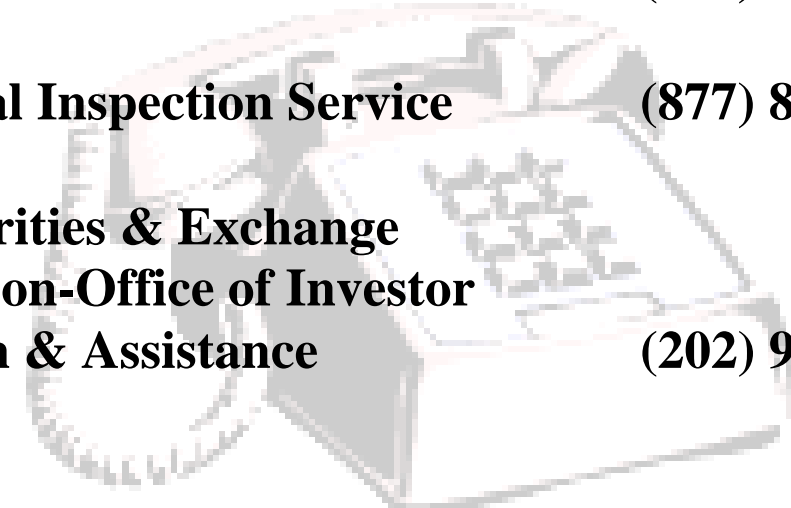 al Inspection Service (877) 8
rities & Exchange
on-Office of Investor
n & Assistance (202) 9